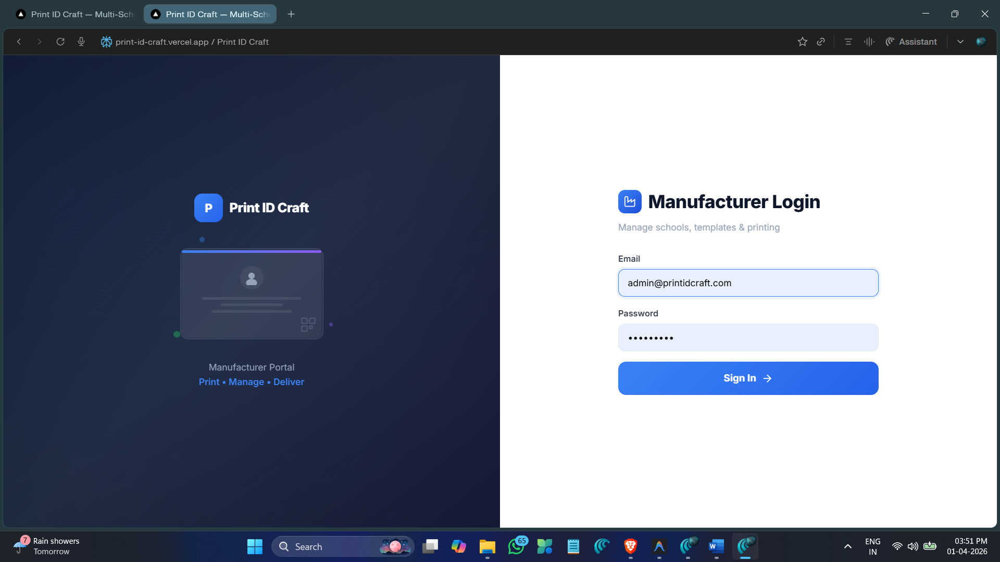 Print ID Craft — Multi-Sch
Print ID Craft — Multi-Sch
print-id-craft.vercel.app / Print ID Craft
Assistant
P
Print ID Craft
Manufacturer Portal
Print • Manage • Deliver
Manufacturer Login
Manage schools, templates & printing
Email
admin@printidcraft.com
Password
•••••••••
Sign In →
7
Rain showers
Tomorrow
Search
65
W
ENG
IN
03:51 PM
01-04-2026